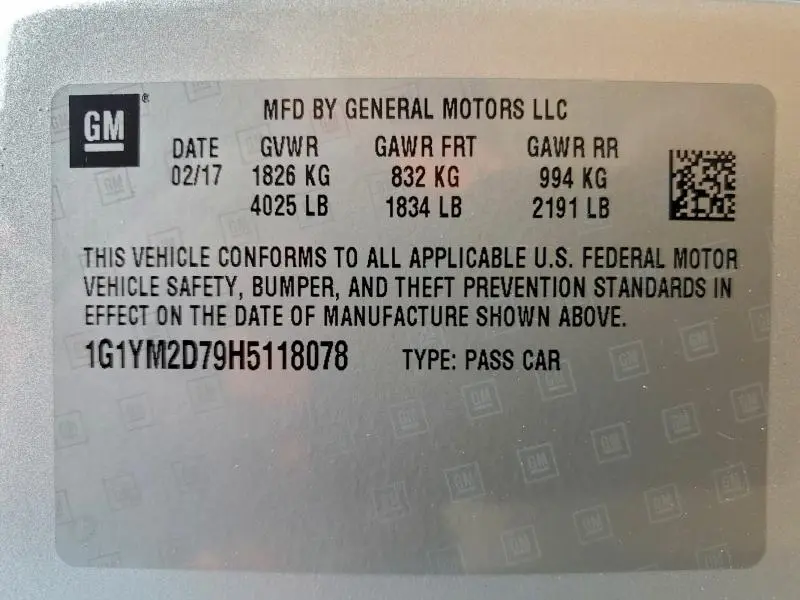 GM®
MFD BY GENERAL MOTORS LLC
DATE GVWR GAWR FRT GAWR RR
02/17 1826 KG 832 KG 994 KG
4025 LB 1834 LB 2191 LB
THIS VEHICLE CONFORMS TO ALL APPLICABLE U.S. FEDERAL MOTOR
VEHICLE SAFETY, BUMPER, AND THEFT PREVENTION STANDARDS IN
EFFECT ON THE DATE OF MANUFACTURE SHOWN ABOVE.
1G1YM2D79H5118078 TYPE: PASS CAR